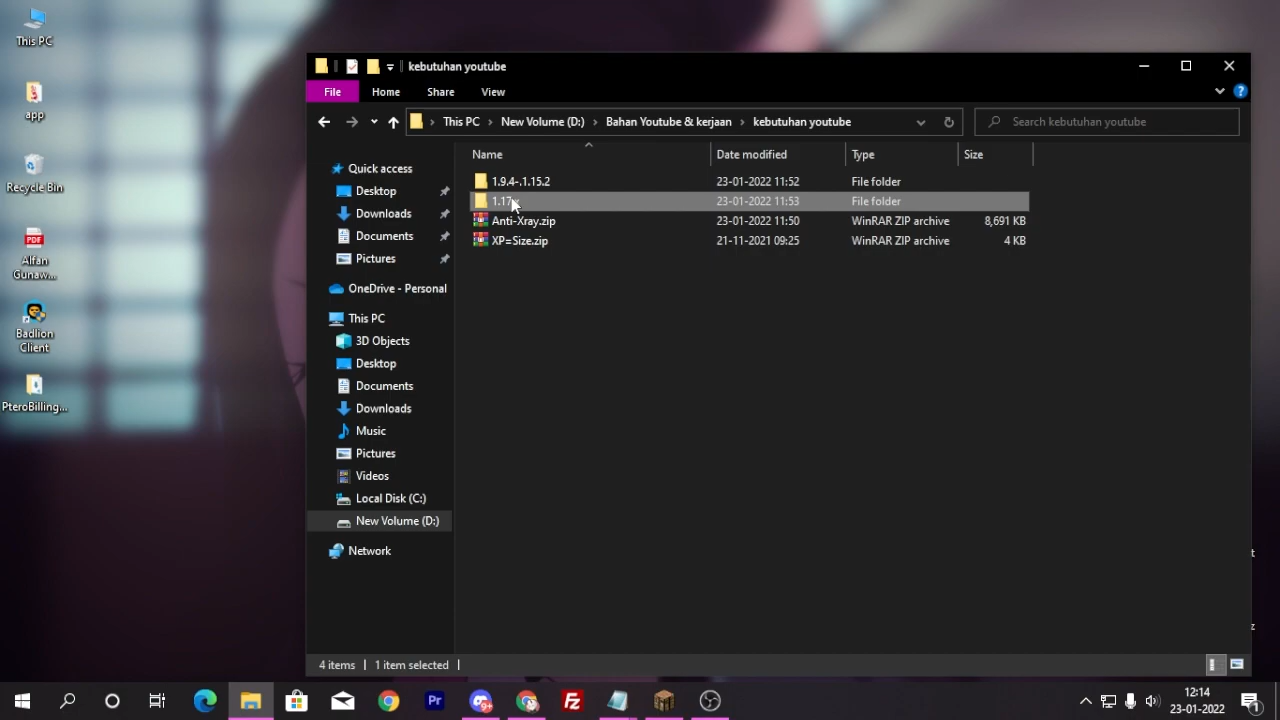 This PC
app
Recycle Bin
Alfan
Gunaw...
Badlion
Client
PteroBilling...
kebutuhan youtube
File
Home
Share
View
This PC
New Volume (D:)
Bahan Youtube & kerjaan
kebutuhan youtube
Search kebutuhan youtube
Name
Date modified
Type
Size
1.9.4-.1.15.2
23-01-2022 11:52
File folder
23-01-2022 11:53
File folder
Anti-Xray.zip
23-01-2022 11:50
WinRAR ZIP archive
8,691 KB
XP=Size.zip
21-11-2021 09:25
WinRAR ZIP archive
4 KB
Quick access
Desktop
Downloads
Documents
Pictures
OneDrive - Personal
This PC
3D Objects
Desktop
Documents
Downloads
Music
Pictures
Videos
Local Disk (C:)
New Volume (D:)
Network
4 items
1 item selected
12:14
23-01-2022